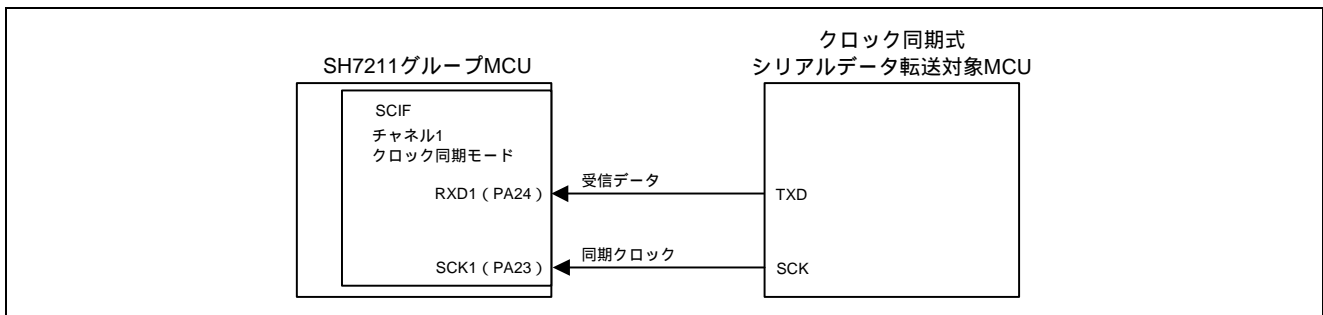 SH7211グループMCU
SCIF
チャネル1
クロック同期モード
RXD1（PA24）
SCK1（PA23）
受信データ
同期クロック
クロック同期式
シリアルデータ転送対象MCU
TXD
SCK